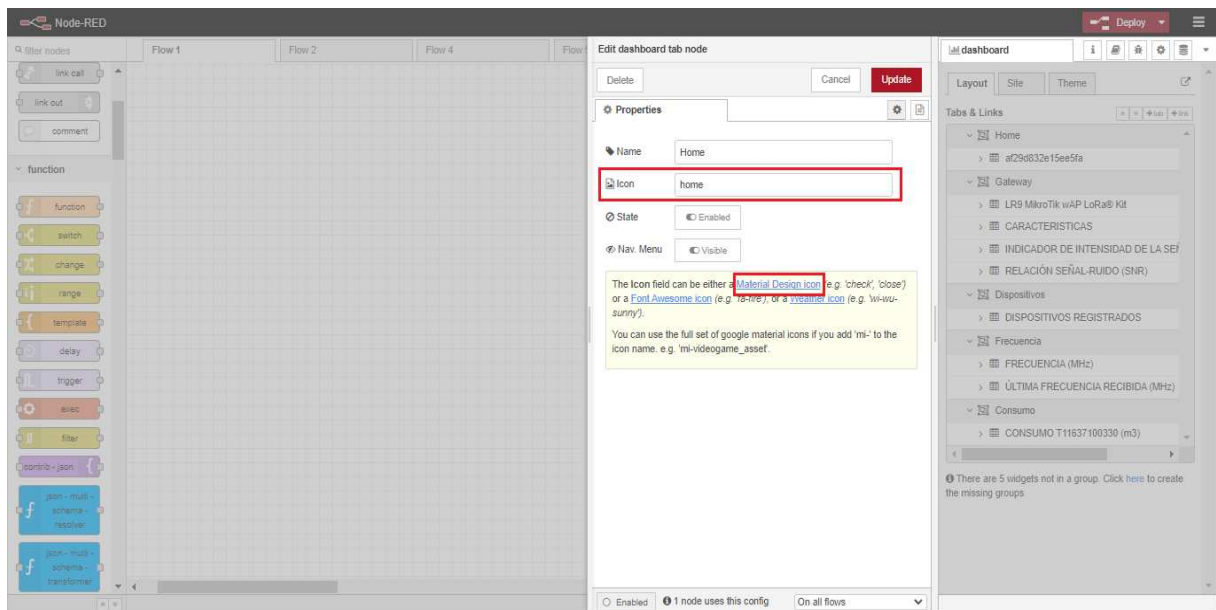 Node-RED
Deploy
filter nodes
link call
link out
comment
function
function
switch
change
range
template
delay
trigger
exec
filter
contrib - json
json - multi -
schema -
resolver
json - multi -
schema -
transformer
Flow 1
Flow 2
Flow 4
Flow
Edit dashboard tab node
Delete
Cancel
Update
Properties
Name
Home
Icon
home
State
Enabled
Nav. Menu
Visible
The Icon field can be either a Material Design icon (e.g. 'check', 'close')
or a Font Awesome icon (e.g. 'fa-fire'), or a Weather icon (e.g. 'wi-wu-
sunny').
You can use the full set of google material icons if you add 'mi-' to the
icon name. e.g. 'mi-videogame_asset'.
Enabled
1 node uses this config
On all flows
dashboard
Layout
Site
Theme
Tabs & Links
+tab
+link
Home
af29d832e15ee5fa
Gateway
LR9 MikroTik wAP LoRa® Kit
CARACTERISTICAS
INDICADOR DE INTENSIDAD DE LA SEÑ
RELACIÓN SEÑAL-RUIDO (SNR)
Dispositivos
DISPOSITIVOS REGISTRADOS
Frecuencia
FRECUENCIA (MHz)
ÚLTIMA FRECUENCIA RECIBIDA (MHz)
Consumo
CONSUMO T11637100330 (m3)
There are 5 widgets not in a group. Click here to create
the missing groups